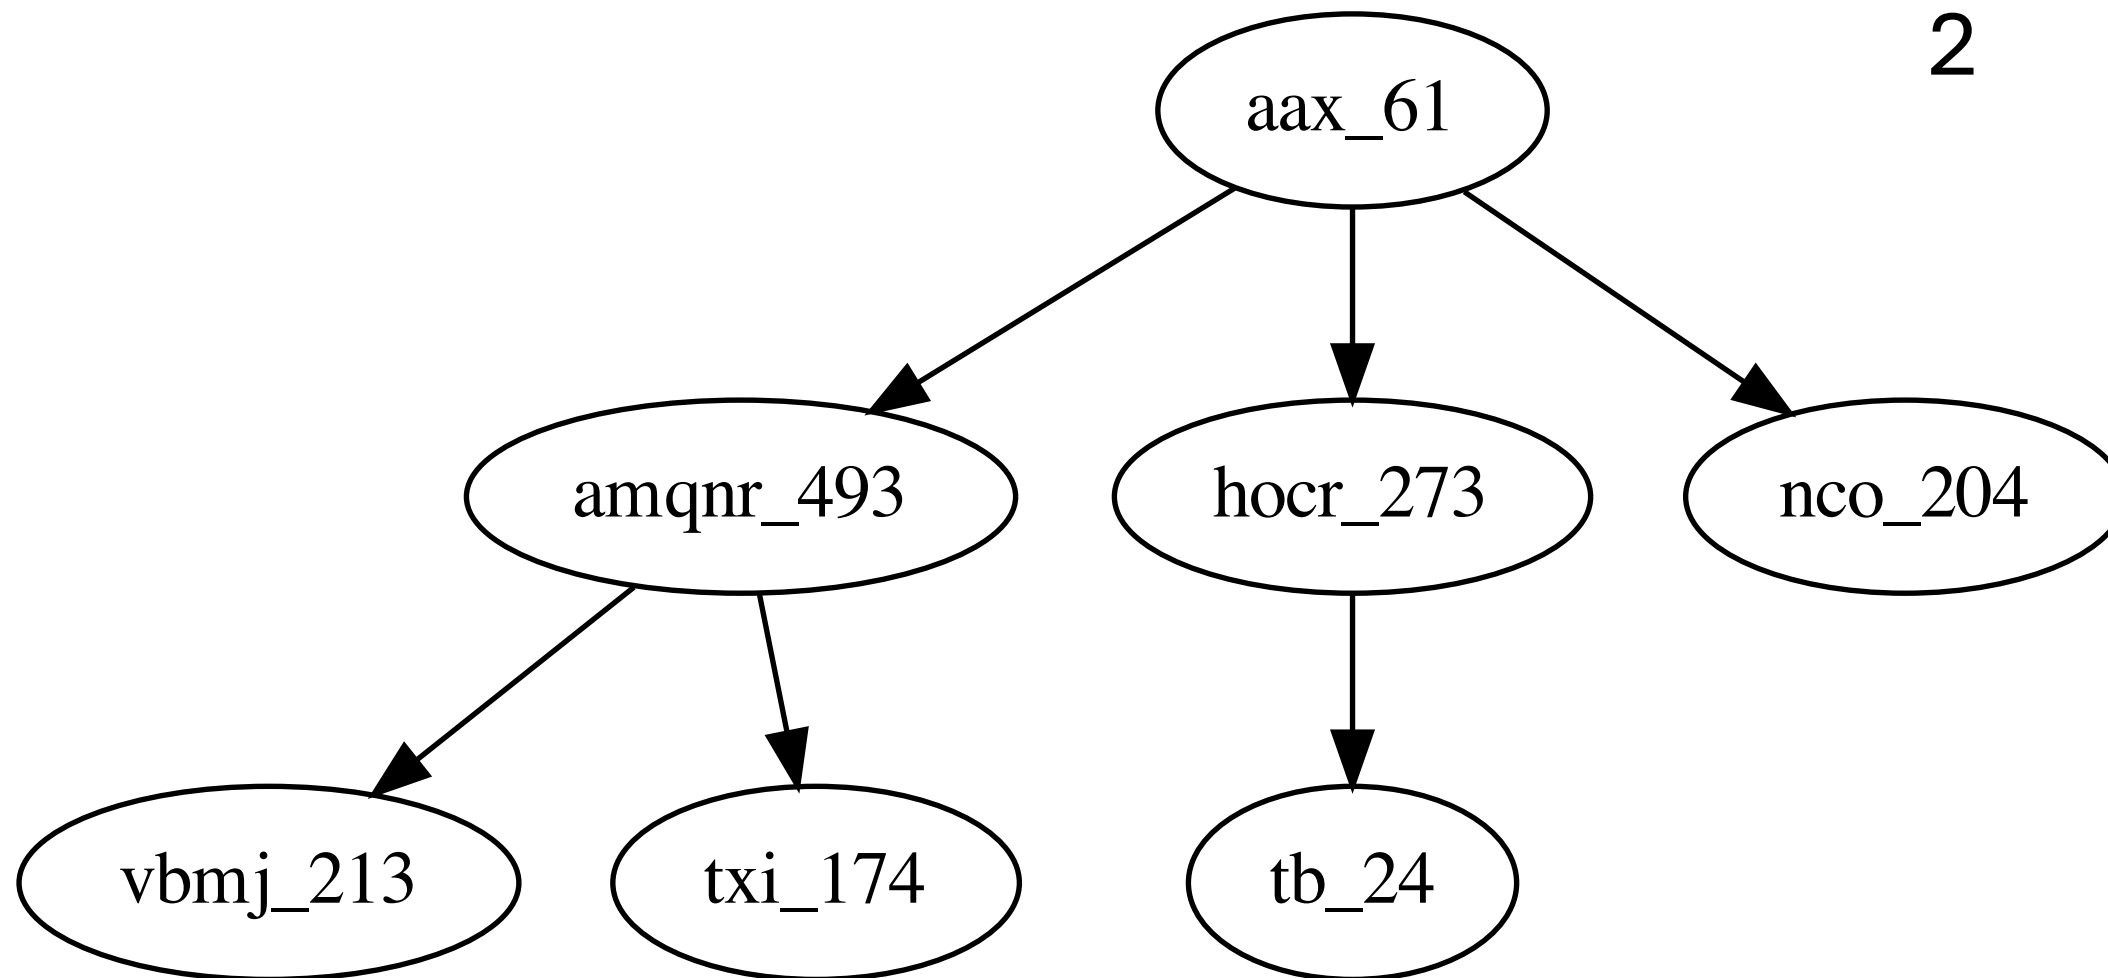 2
aax_61
amqnr_493 hocr_273 nco_204
vbmj_213 txi_174 tb_24